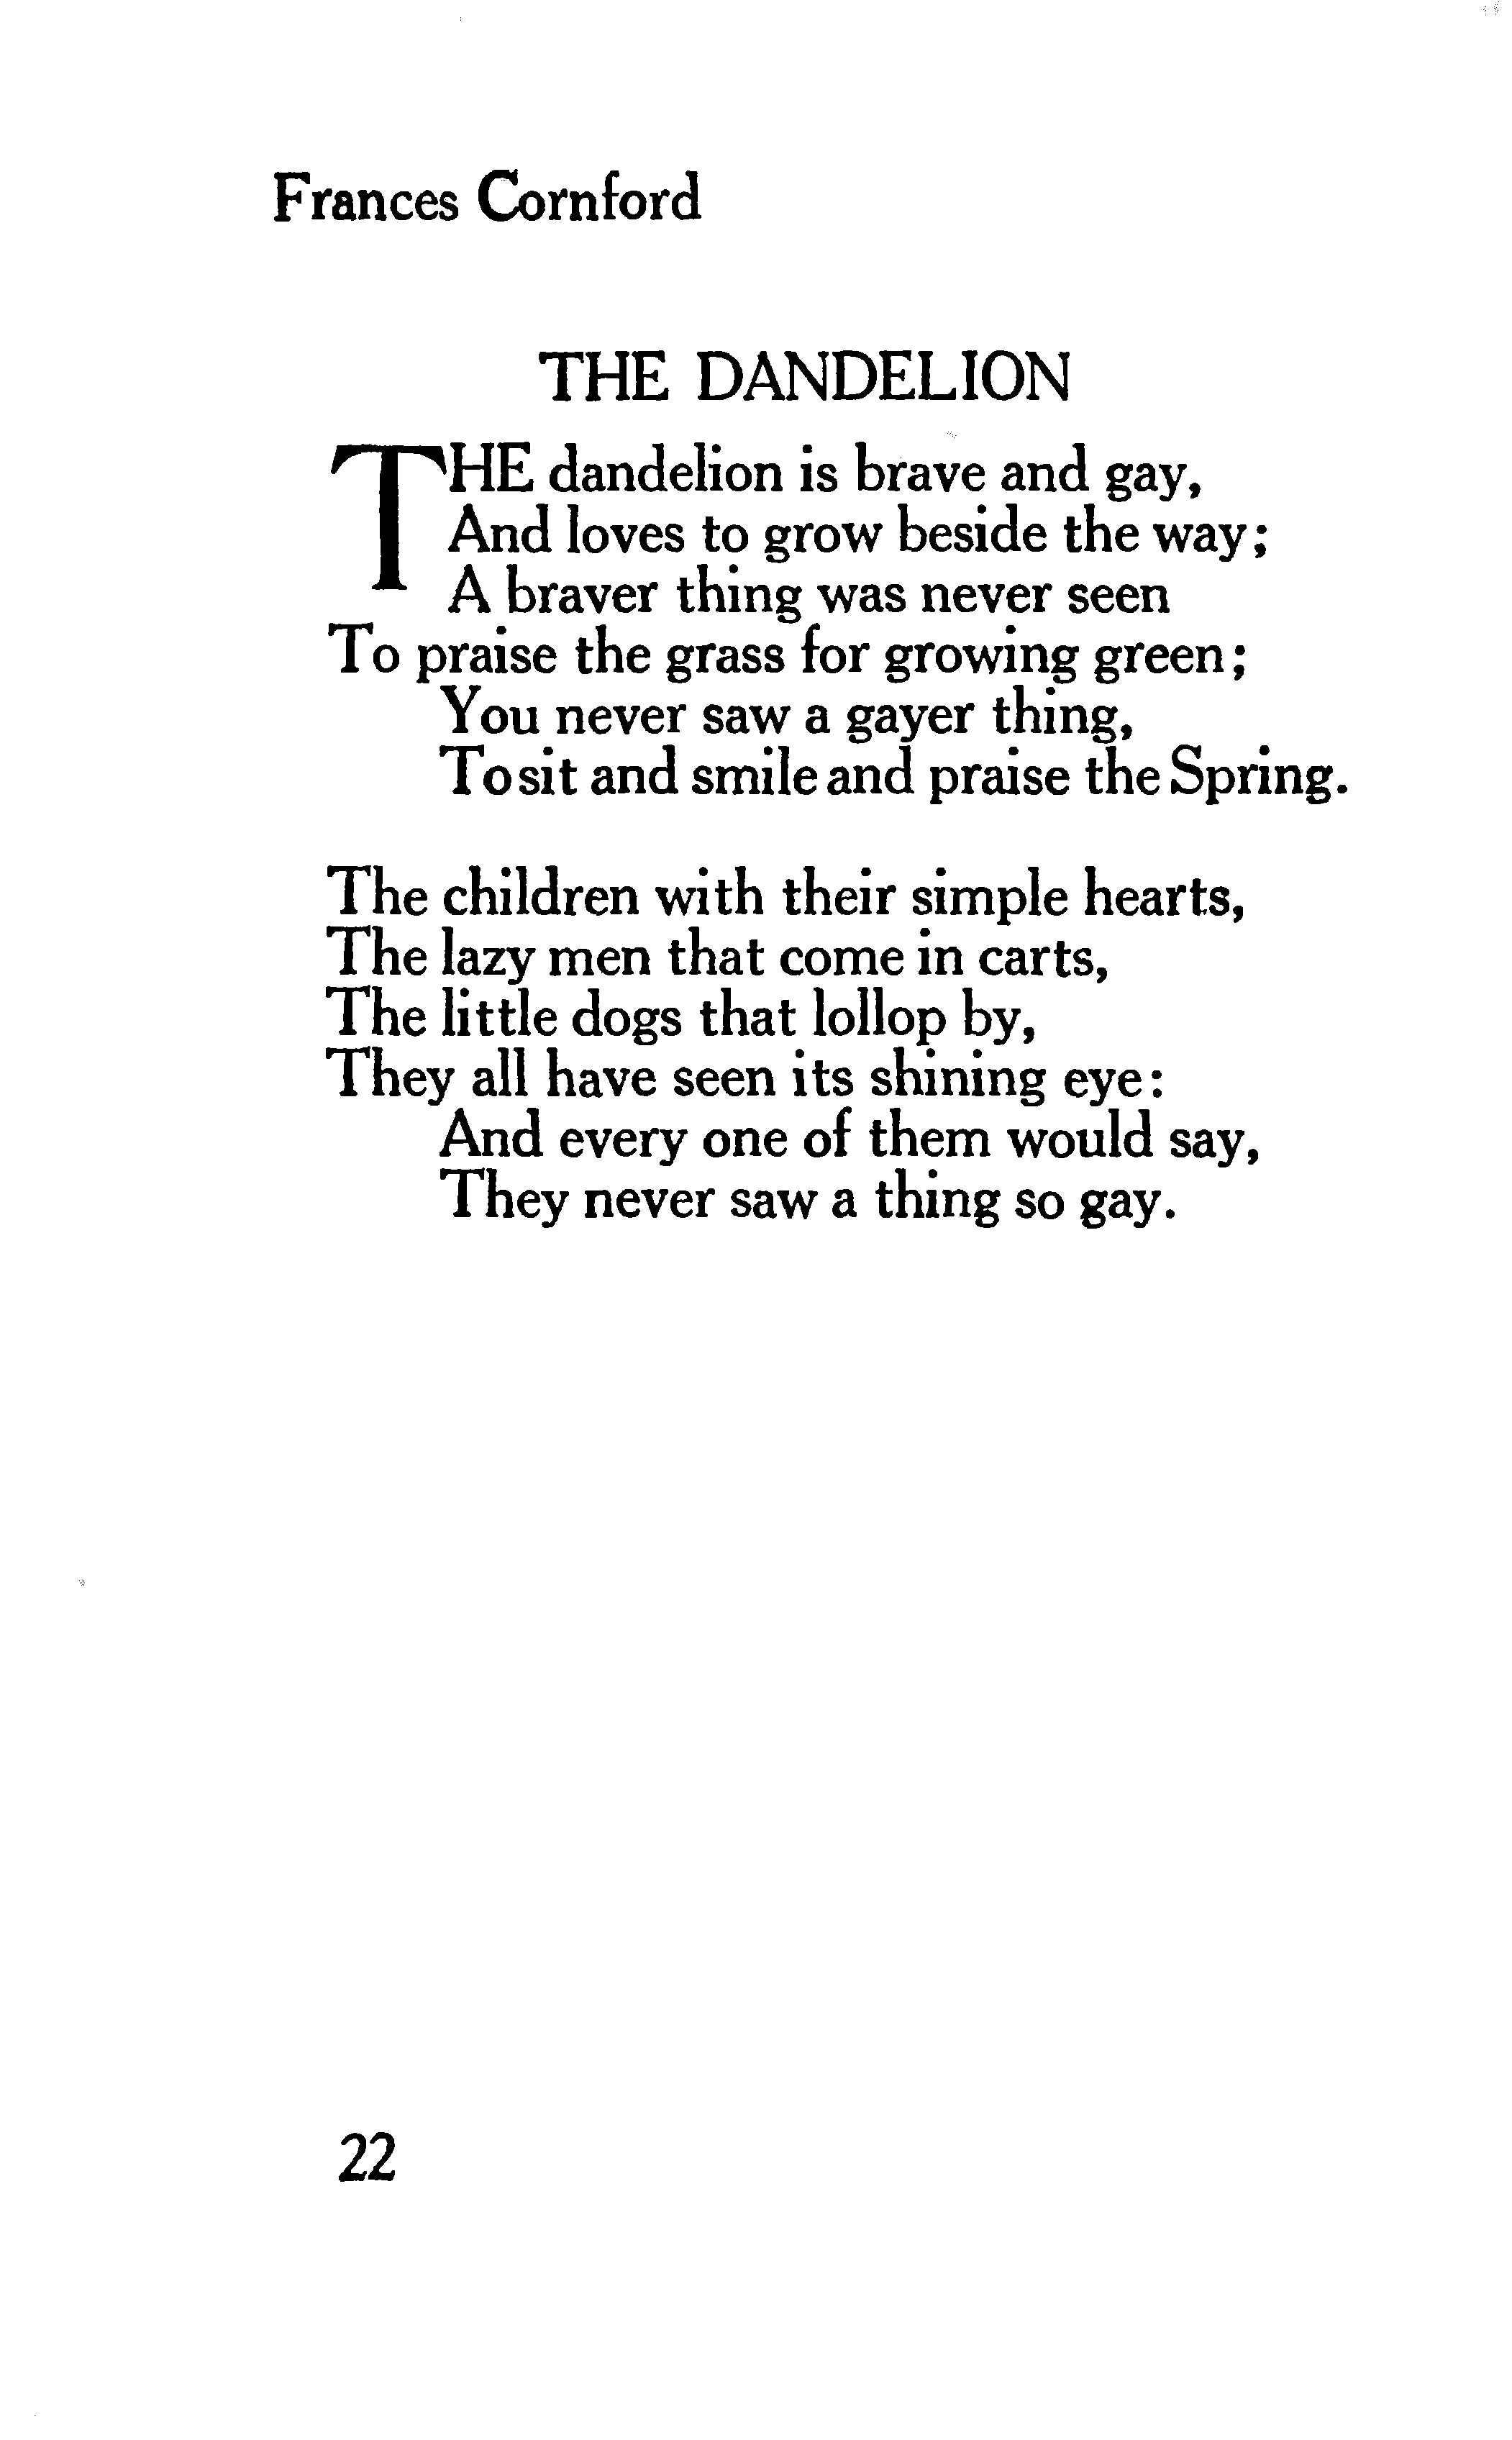 Frances Cornford
THE DANDELION
THE dandelion is brave and gay,
And loves to grow beside the way;
A braver thing was never seen
To praise the grass for growing green;
You never saw a gayer thing,
To sit and smile and praise the Spring.
The children with their simple hearts,
The lazy men that come in carts,
The little dogs that lollop by,
They all have seen its shining eye:
And every one of them would say,
They never saw a thing so gay.
22